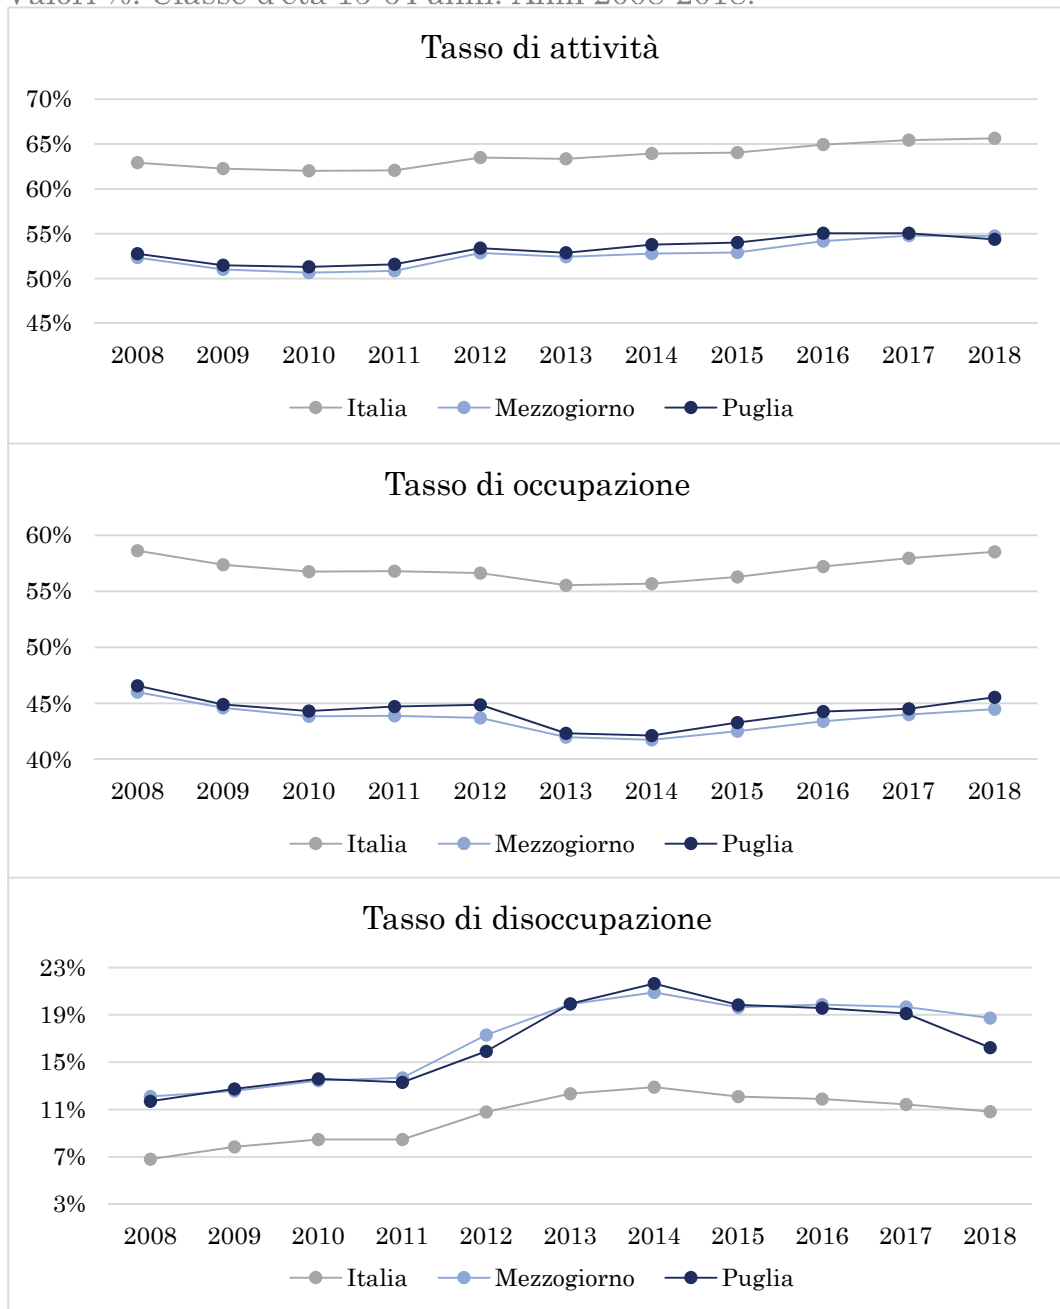 Valori %. Classe d'età 15-64 anni. Anni 2008-2018.
Tasso di attività
70%
65%
60%
55%
50%
45%
2008 2009 2010 2011 2012 2013 2014 2015 2016 2017 2018
Italia Mezzogiorno Puglia
Tasso di occupazione
60%
55%
50%
45%
40%
2008 2009 2010 2011 2012 2013 2014 2015 2016 2017 2018
Italia Mezzogiorno Puglia
Tasso di disoccupazione
23%
19%
15%
11%
7%
3%
2008 2009 2010 2011 2012 2013 2014 2015 2016 2017 2018
Italia Mezzogiorno Puglia